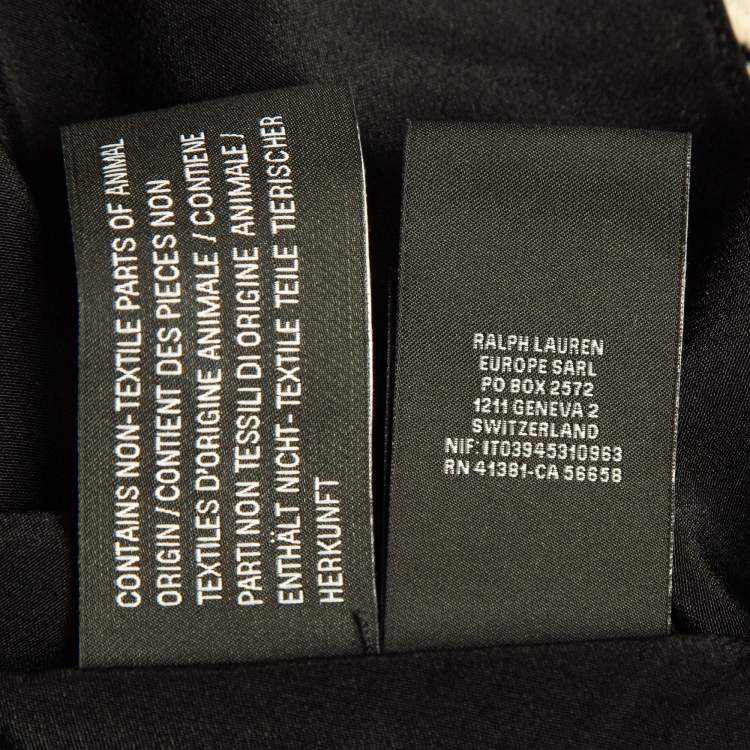 CONTAINS NON-TEXTILE PARTS OF ANIMAL
ORIGIN / CONTIENT DES PIECES NON
TEXTILES D'ORIGINE ANIMALE / CONTIENE
PARTI NON TESSILI DI ORIGINE ANIMALE /
ENTHÄLT NICHT- TEXTILE TEILE TIERISCHER
HERKUNFT
RALPH LAUREN
EUROPE SARL
PO BOX 2572
1211 GENEVA 2
SWITZERLAND
NIF: IT03945310963
RN 41381-CA 56658